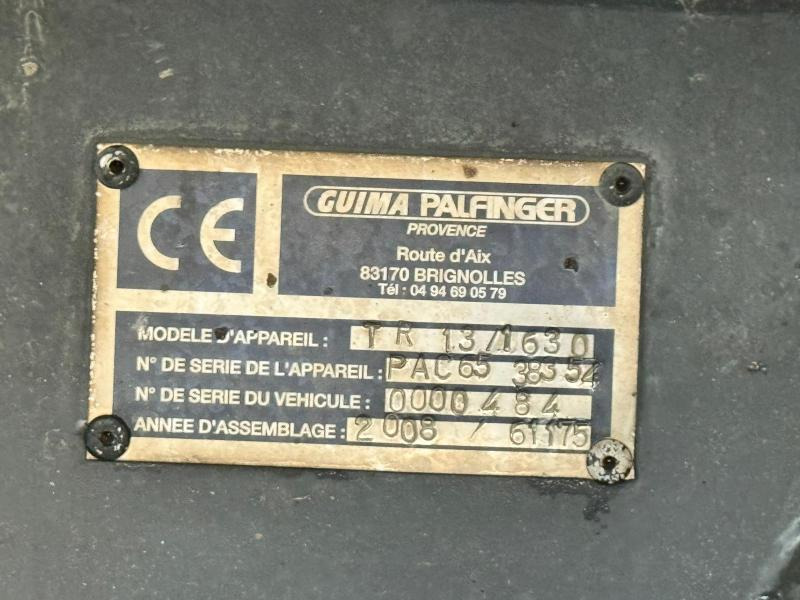 CE
GUIMA PALFINGER
PROVENCE
Route d'Aix
83170 BRIGNOLLES
Tél : 04 94 69 05 79
MODELE D'APPAREIL : TR 13/1630
N° DE SERIE DE L'APPAREIL : PAC65
N° DE SERIE DU VEHICULE : 0000484
ANNEE D'ASSEMBLAGE : 2008 / 61175